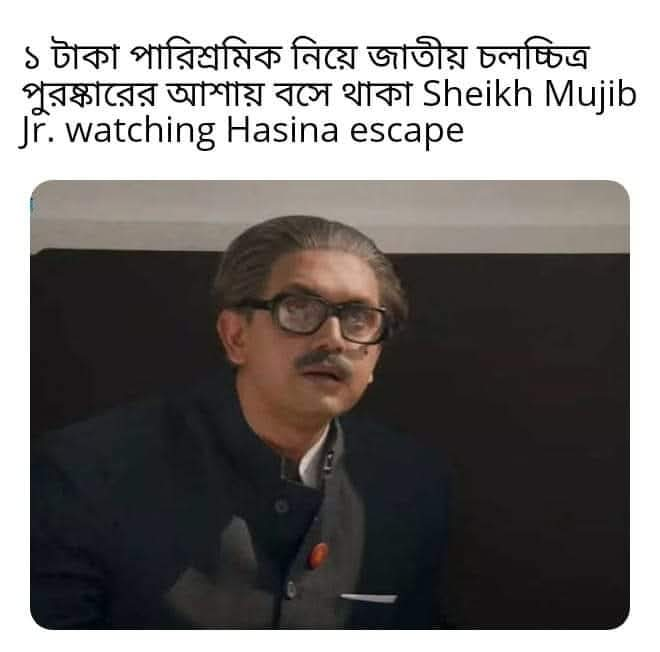 ১ টাকা পারিশ্রমিক নিয়ে জাতীয় চলচ্চিত্র
পুরষ্কারের আশায় বসে থাকা Sheikh Mujib
Jr. watching Hasina escape